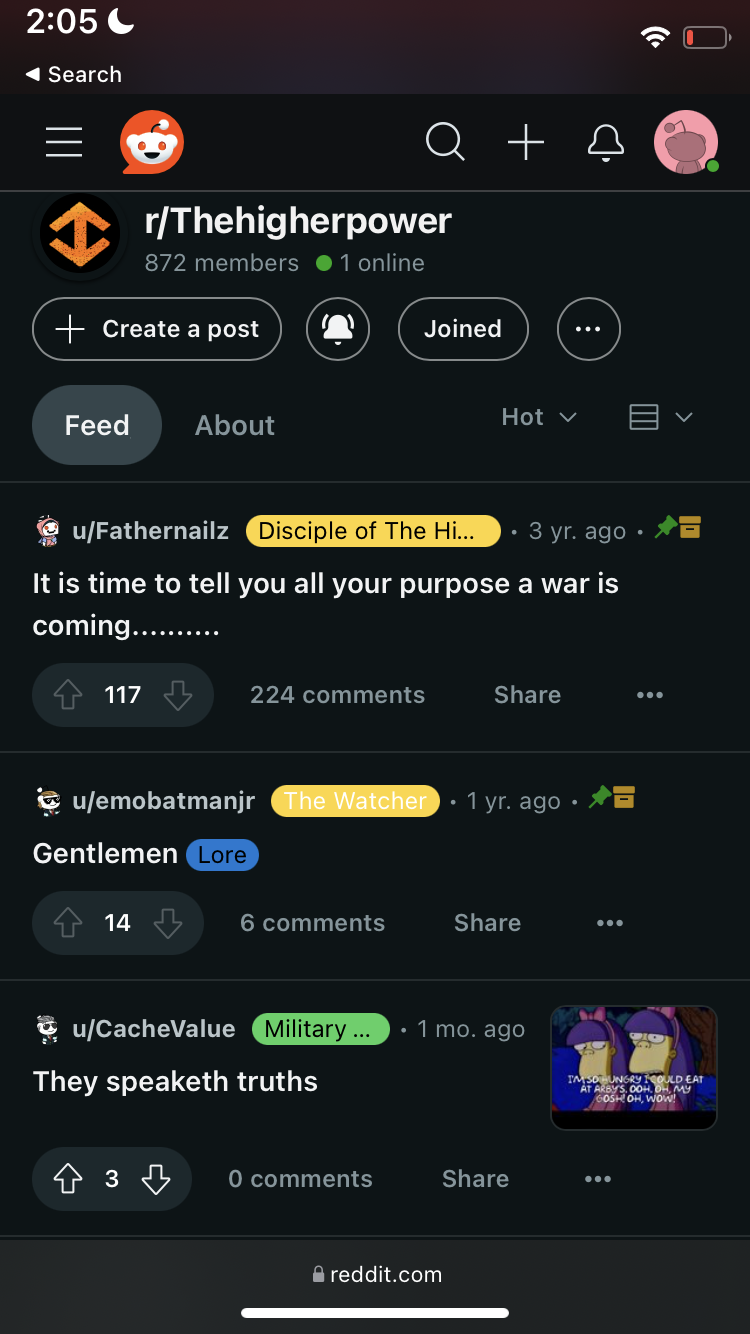 2:05
Search
r/Thehigherpower
872 members 1 online
Create a post Joined
Feed About Hot
u/Fathernailz Disciple of The Hi... • 3 yr. ago •
It is time to tell you all your purpose a war is
coming..........
117 224 comments Share
u/emobatmanjr The Watcher • 1 yr. ago •
Gentlemen Lore
14 6 comments Share
u/CacheValue Military ... • 1 mo. ago
They speaketh truths
I'M SO HUNGRY I COULD EAT
AT ARBY'S. OOH, OH, MY
GOSH! OH, WOW!
3 0 comments Share
reddit.com